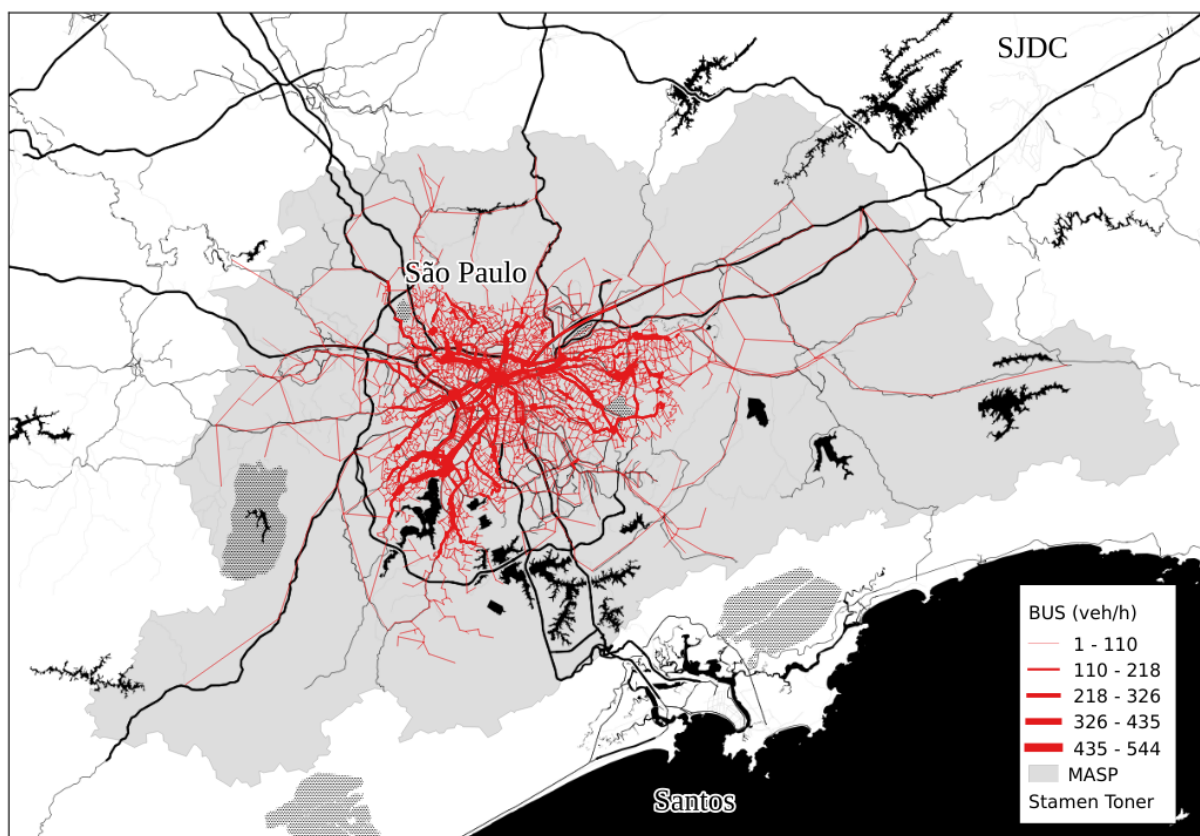 SJDC
São Paulo
BUS (veh/h)
1 - 110
110 - 218
218 - 326
326 - 435
435 - 544
MASP
Stamen Toner
Santos